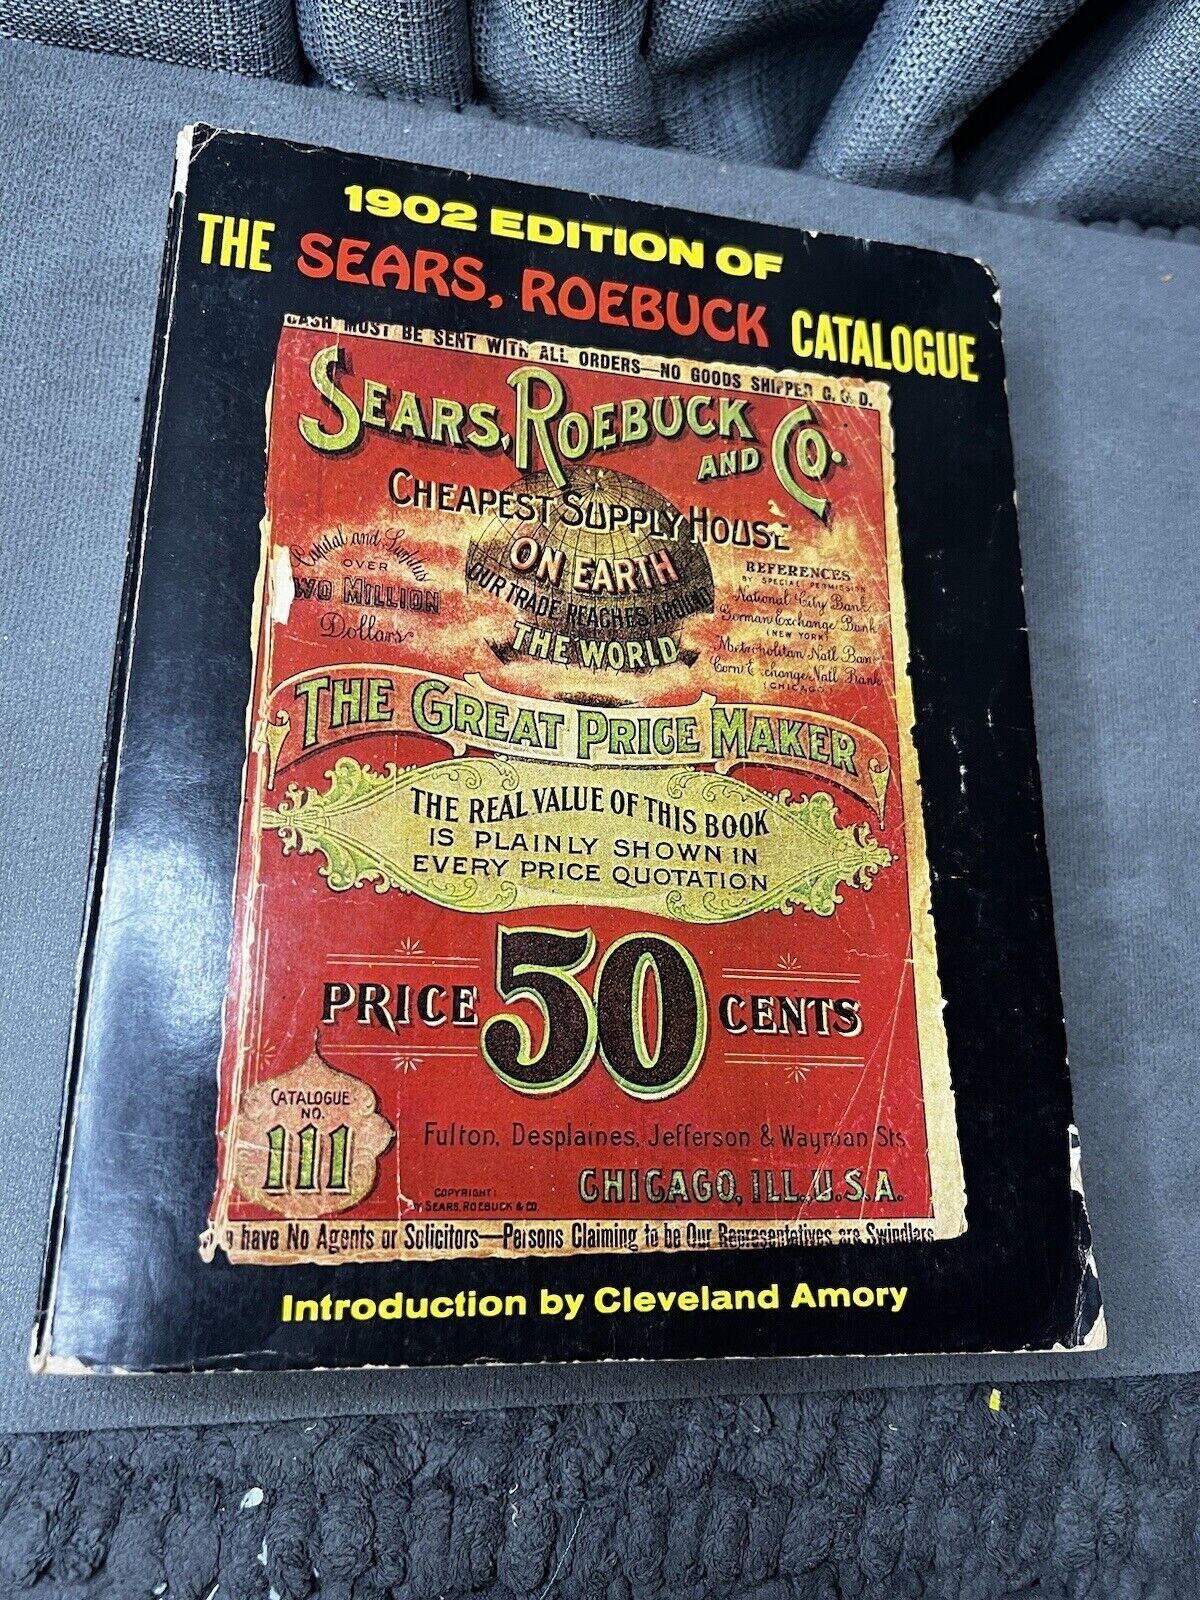 1902 EDITION OF
THE SEARS, ROEBUCK CATALOGUE
CASH MUST BE SENT WITH ALL ORDERS—NO GOODS SHIPPED C.O.D.
SEARS, ROEBUCK AND CO.
CHEAPEST SUPPLY HOUSE
ON EARTH
OUR TRADE REACHES AROUND
THE WORLD
Capital and Surplus
OVER
TWO MILLION
Dollars
REFERENCES
BY SPECIAL PERMISSION
National City Bank
German Exchange Bank
(NEW YORK)
Metropolitan Natl Bank
Corn Exchange Natl Bank
(CHICAGO)
THE GREAT PRICE MAKER
THE REAL VALUE OF THIS BOOK
IS PLAINLY SHOWN IN
EVERY PRICE QUOTATION
PRICE 50 CENTS
CATALOGUE
NO.
111
Fulton, Desplaines, Jefferson & Wayman Sts
CHICAGO, ILL., U.S.A.
COPYRIGHT:
BY SEARS, ROEBUCK & CO.
have No Agents or Solicitors—Persons Claiming to be Our Representatives are Swindlers
Introduction by Cleveland Amory